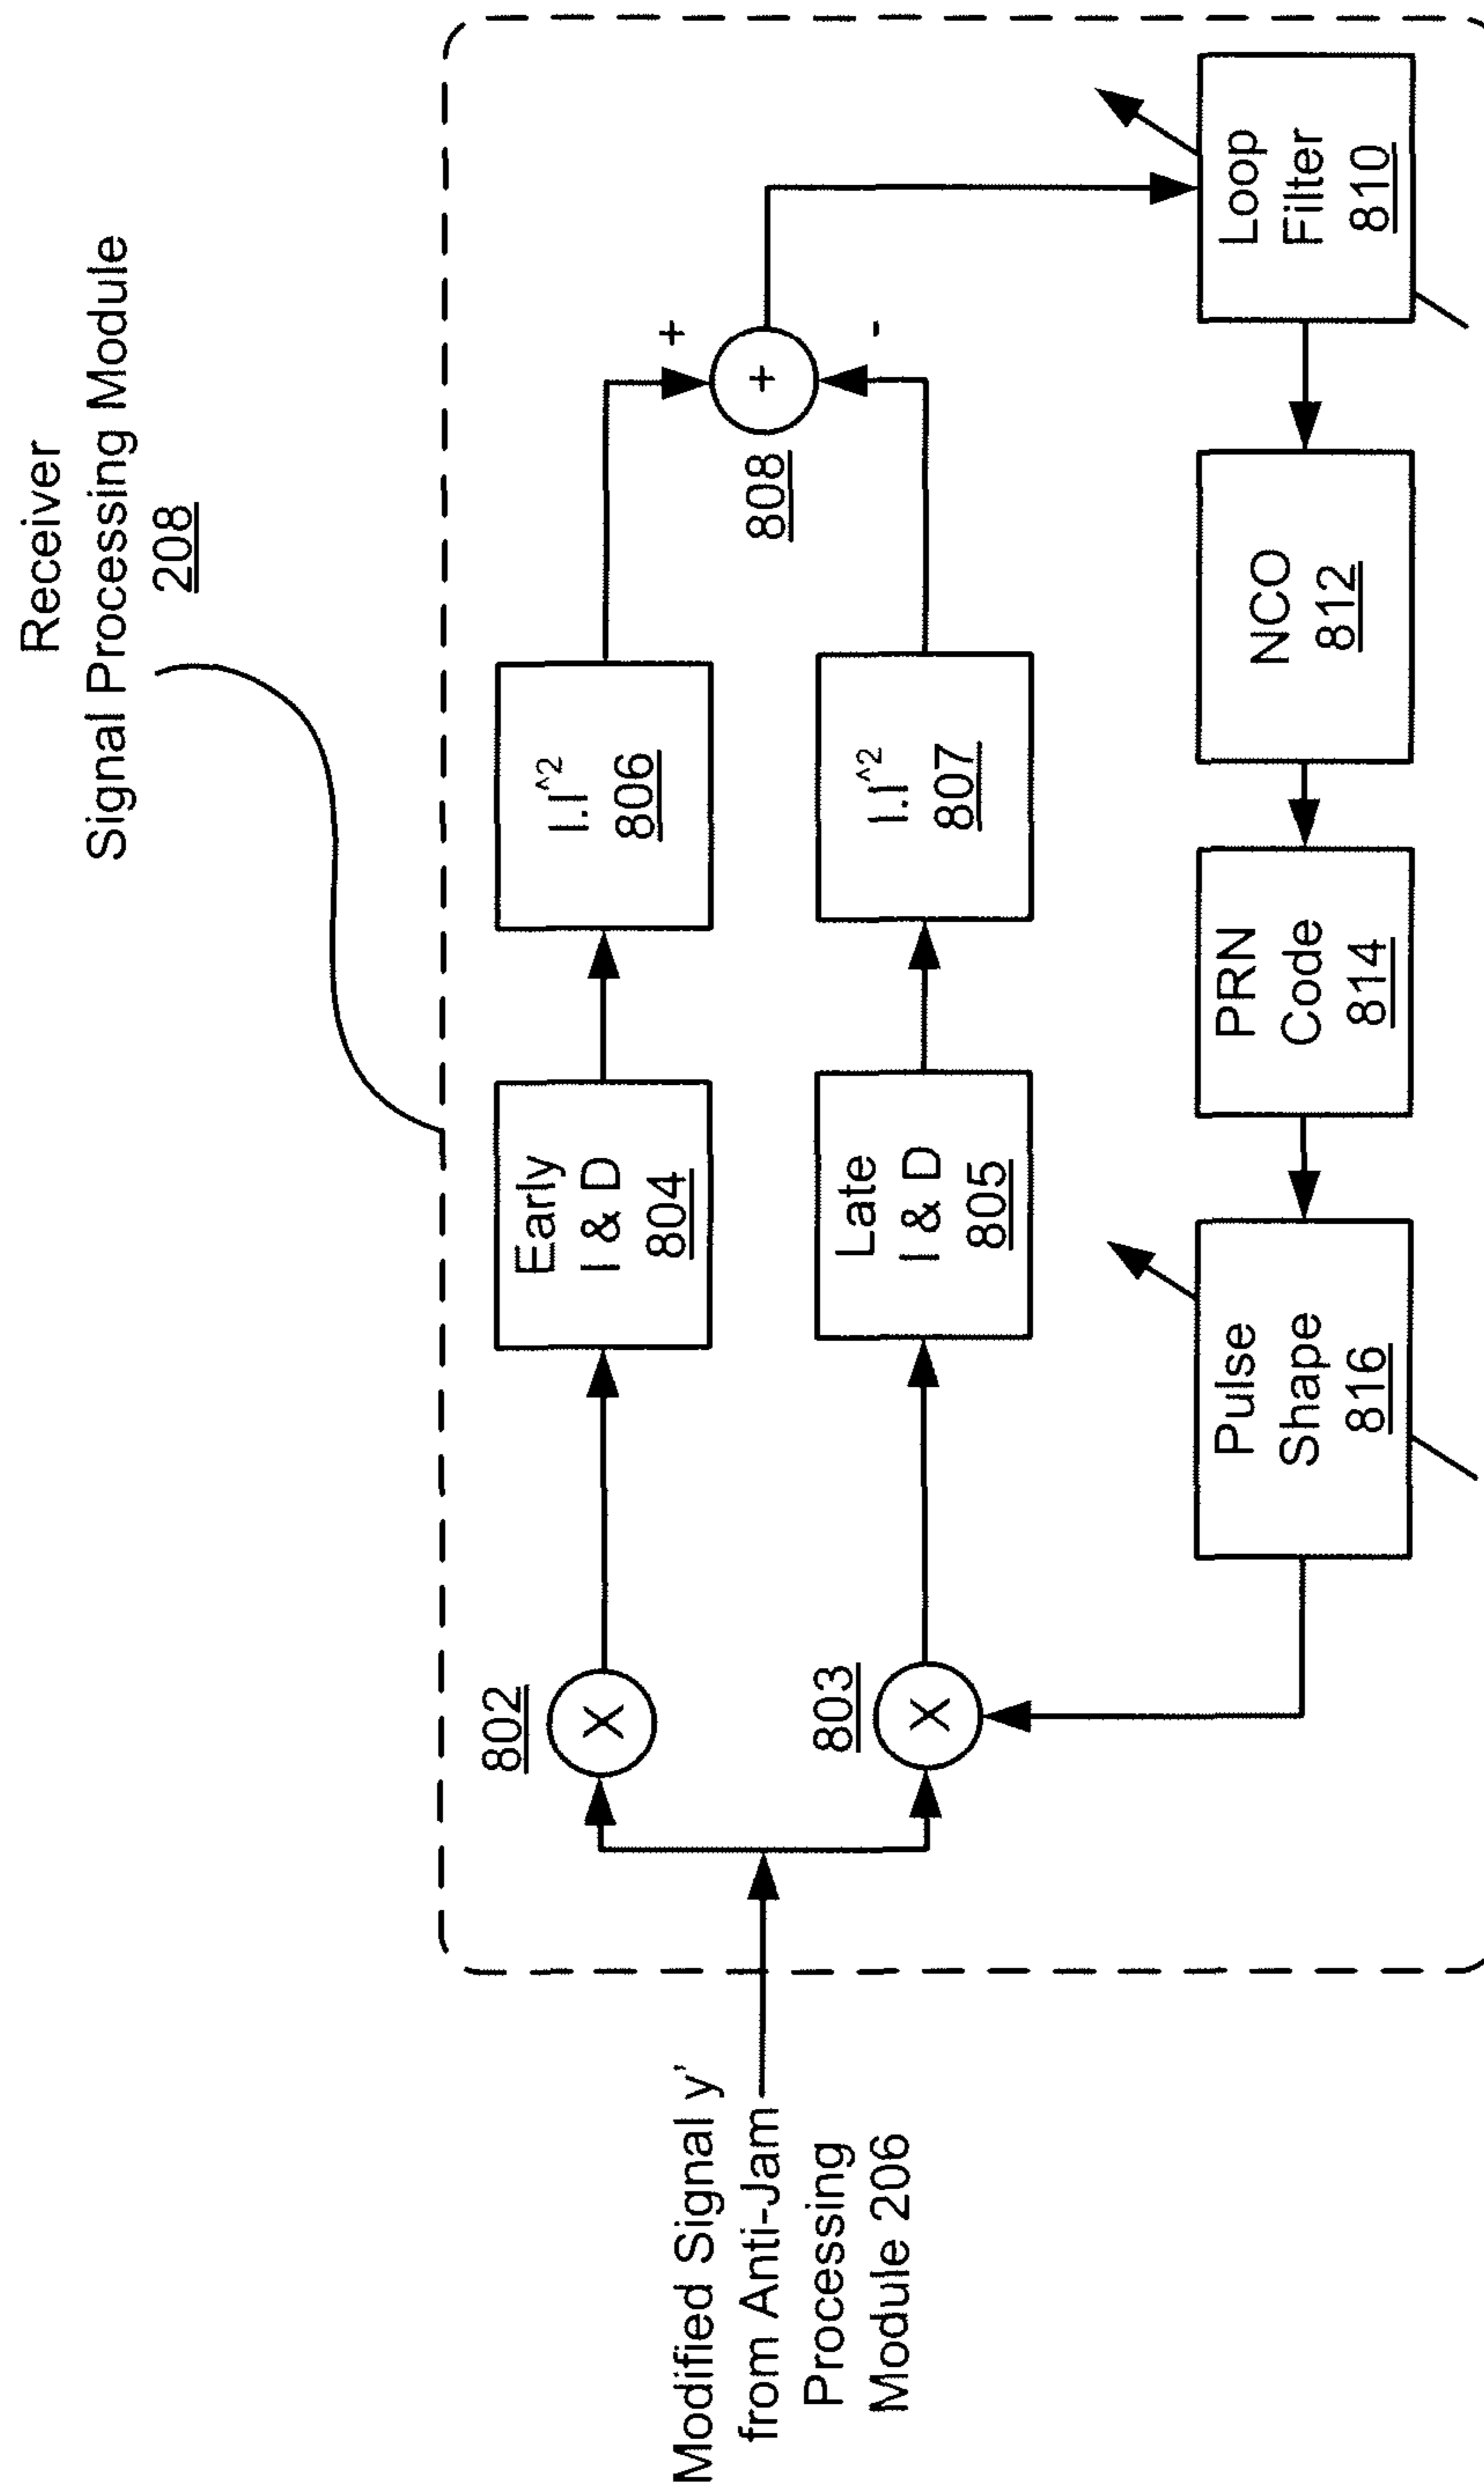 Receiver
Signal Processing Module
208
Modified Signal y'
from Anti-Jam
Processing
Module 206
802
X
Early
I & D
804
I.I^2
806
+
+
808
-
803
X
Late
I & D
805
I.I^2
807
Pulse
Shape
816
PRN
Code
814
NCO
812
Loop
Filter
810